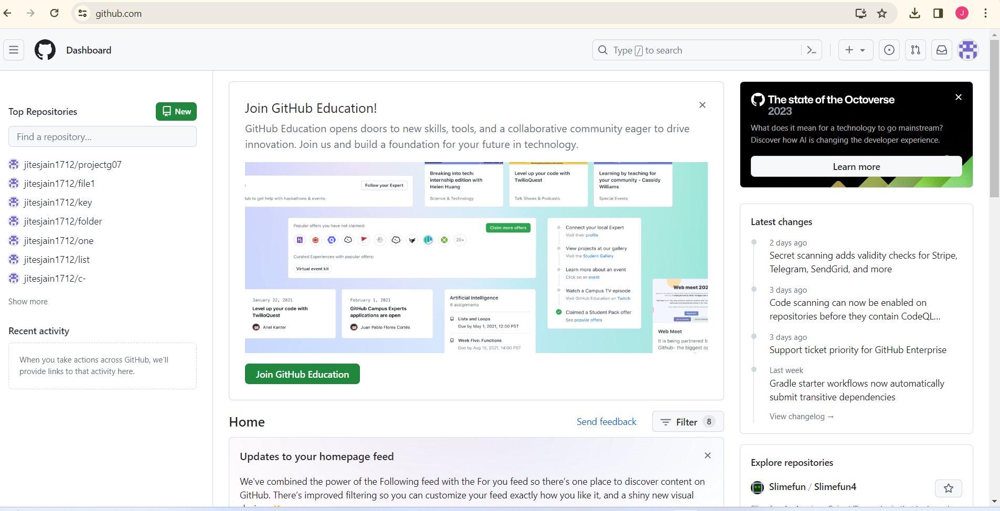 github.com
J
Dashboard
Type / to search
Top Repositories
New
Find a repository...
jitesjain1712/projectg07
jitesjain1712/file1
jitesjain1712/key
jitesjain1712/folder
jitesjain1712/one
jitesjain1712/list
jitesjain1712/c-
Show more
Recent activity
When you take actions across GitHub, we'll
provide links to that activity here.
Join GitHub Education!
GitHub Education opens doors to new skills, tools, and a collaborative community eager to drive
innovation. Join us and build a foundation for your future in technology.
Follow your Expert
to get help with hackathons & events.
Breaking into tech:
internship edition with
Helen Huang
Science & Technology
Level up your code with
TwilioQuest
Talk Shows & Podcasts
Learning by teaching for
your community - Cassidy
Williams
Special Events
Popular offers you have not claimed:
Claim more offers
20+
Curated Experiences with popular offers:
Virtual event kit
Connect your local Expert
Visit their profile
View projects at our gallery
Visit the Student Gallery
Learn more about an event
Click on an event
Watch a Campus TV episode
Visit GitHub Education on Twitch
Claimed a Student Pack offer
See popular offers
January 22, 2021
Level up your code with
TwilioQuest
Ariel Kanter
February 1, 2021
GitHub Campus Experts
applications are open
Juan Pablo Flores Cortés
Artificial Intelligence
6 assignments
Lists and Loops
Due by May 1, 2021, 12:00 PST
Week Five: Functions
Due by Aug 15, 2021, 14:00 PST
Web meet 202
Web Meet
It is being partnered b
Github- the biggest op
Join GitHub Education
Home
Send feedback
Filter 8
Updates to your homepage feed
We've combined the power of the Following feed with the For you feed so there's one place to discover content on
GitHub. There's improved filtering so you can customize your feed exactly how you like it, and a shiny new visual
The state of the Octoverse
2023
What does it mean for a technology to go mainstream?
Discover how AI is changing the developer experience.
Learn more
Latest changes
2 days ago
Secret scanning adds validity checks for Stripe,
Telegram, SendGrid, and more
3 days ago
Code scanning can now be enabled on
repositories before they contain CodeQL...
3 days ago
Support ticket priority for GitHub Enterprise
Last week
Gradle starter workflows now automatically
submit transitive dependencies
View changelog →
Explore repositories
Slimefun / Slimefun4